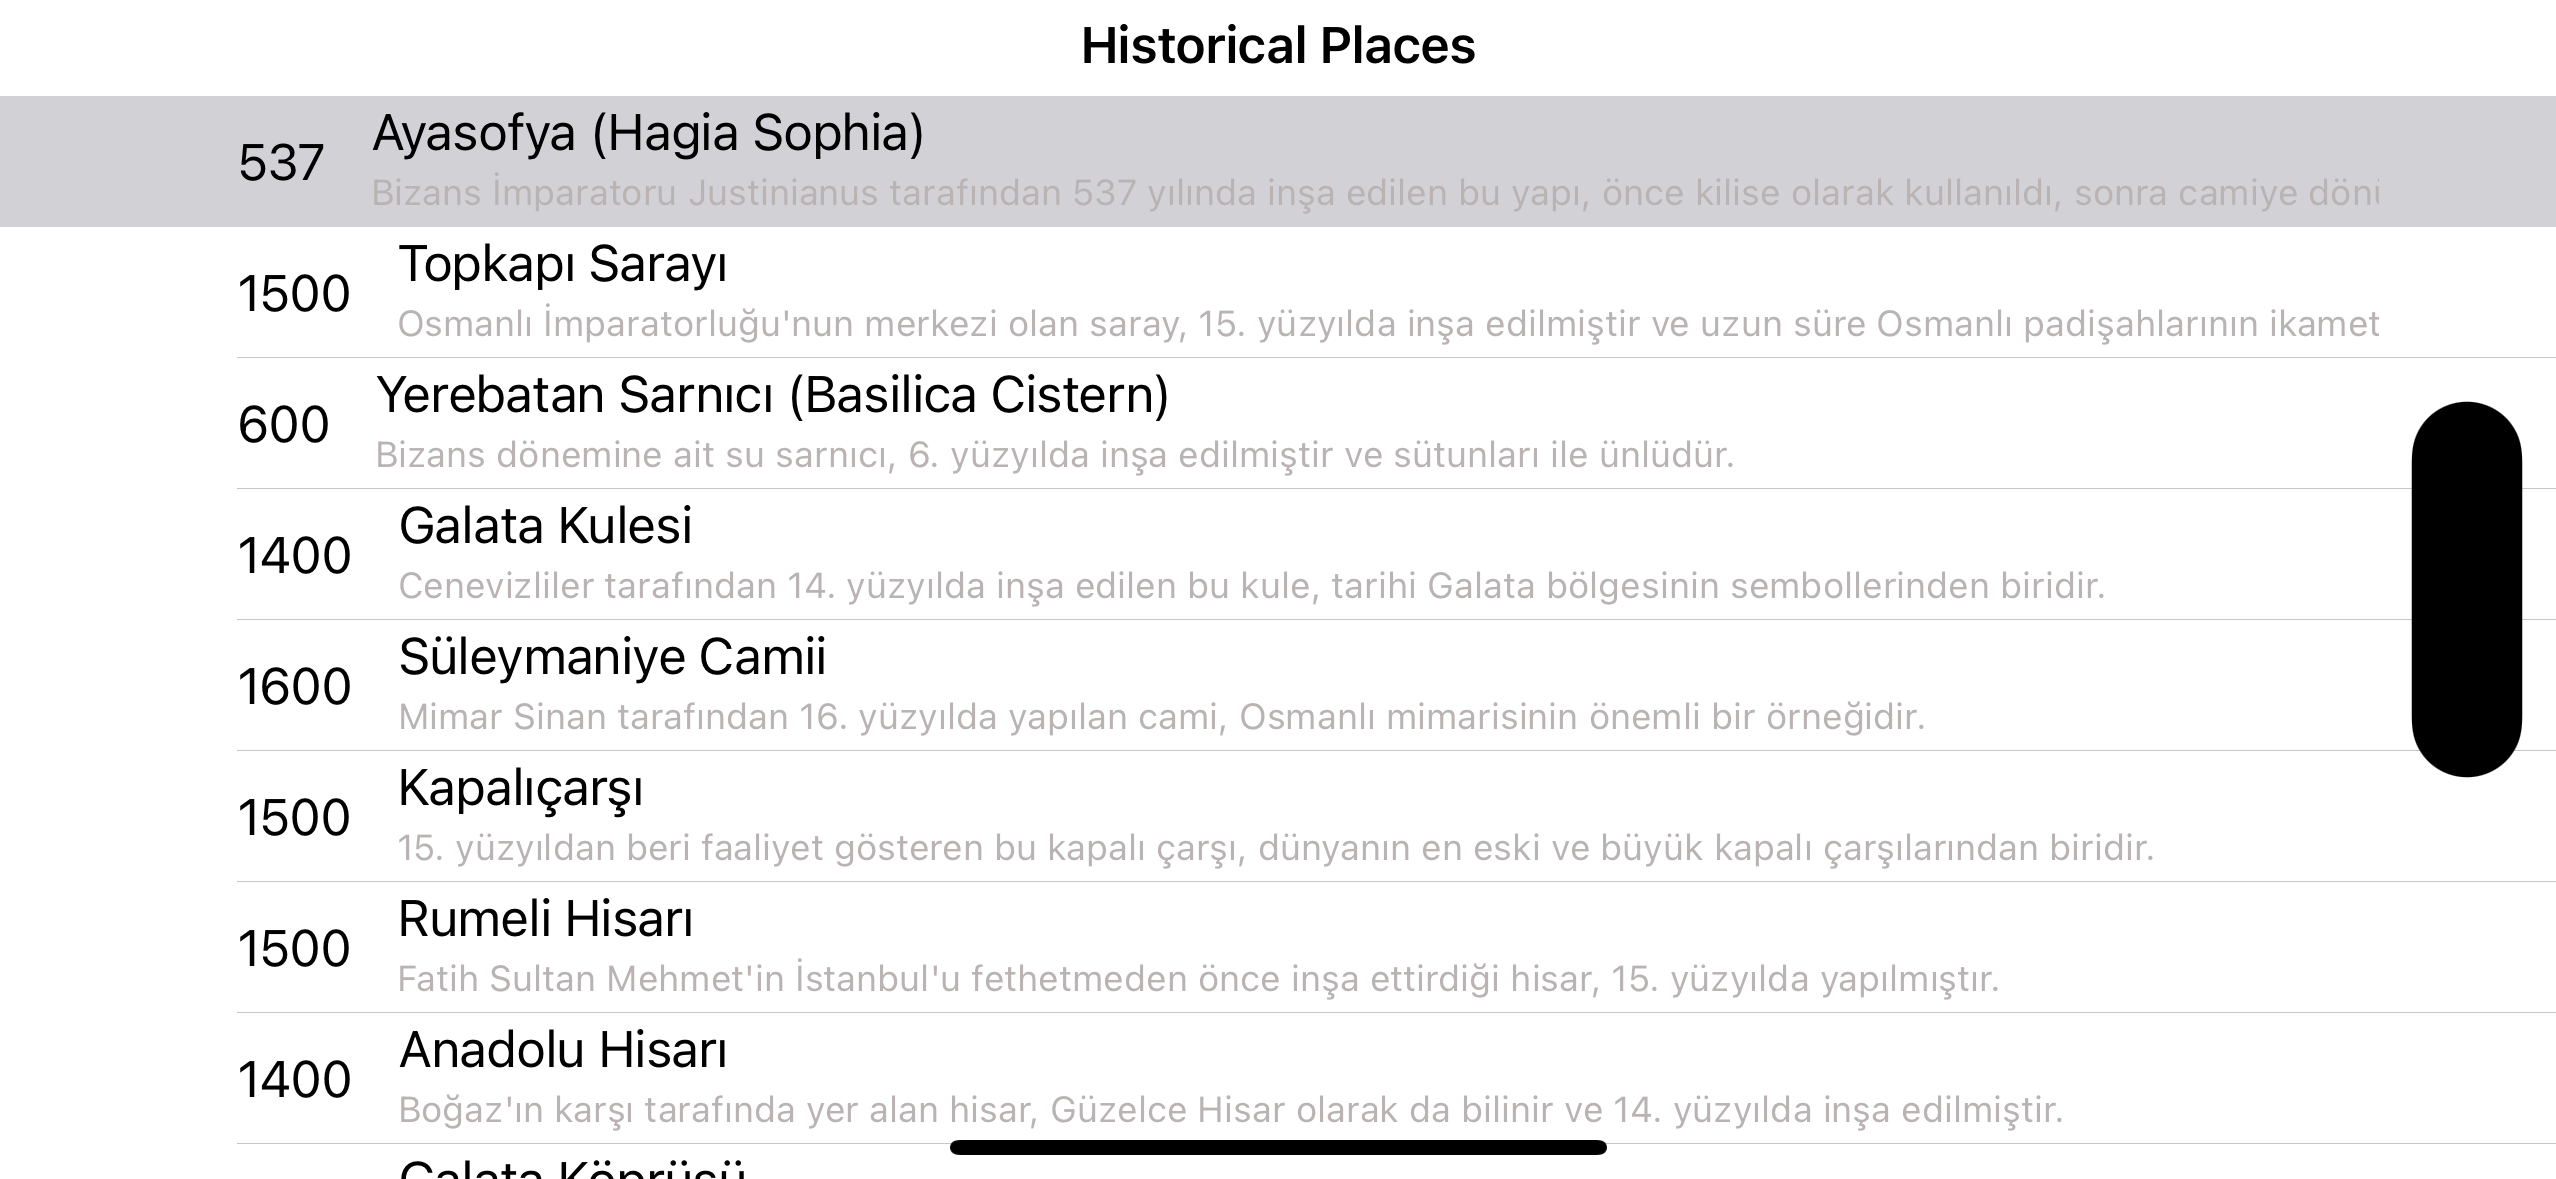 Historical Places
537
Ayasofya (Hagia Sophia)
Bizans İmparatoru Justinianus tarafından 537 yılında inşa edilen bu yapı, önce kilise olarak kullanıldı, sonra camiye
1500
Topkapı Sarayı
Osmanlı İmparatorluğu'nun merkezi olan saray, 15. yüzyılda inşa edilmiştir ve uzun süre Osmanlı padişahlarının ikamet
600
Yerebatan Sarnıcı (Basilica Cistern)
Bizans dönemine ait su sarnıcı, 6. yüzyılda inşa edilmiştir ve sütunları ile ünlüdür.
1400
Galata Kulesi
Cenevizliler tarafından 14. yüzyılda inşa edilen bu kule, tarihi Galata bölgesinin sembollerinden biridir.
1600
Süleymaniye Camii
Mimar Sinan tarafından 16. yüzyılda yapılan cami, Osmanlı mimarisinin önemli bir örneğidir.
1500
Kapalıçarşı
15. yüzyıldan beri faaliyet gösteren bu kapalı çarşı, dünyanın en eski ve büyük kapalı çarşılarından biridir.
1500
Rumeli Hisarı
Fatih Sultan Mehmet'in İstanbul'u fethetmeden önce inşa ettirdiği hisar, 15. yüzyılda yapılmıştır.
1400
Anadolu Hisarı
Boğaz'ın karşı tarafında yer alan hisar, Güzelce Hisar olarak da bilinir ve 14. yüzyılda inşa edilmiştir.
Galata Köprüsü